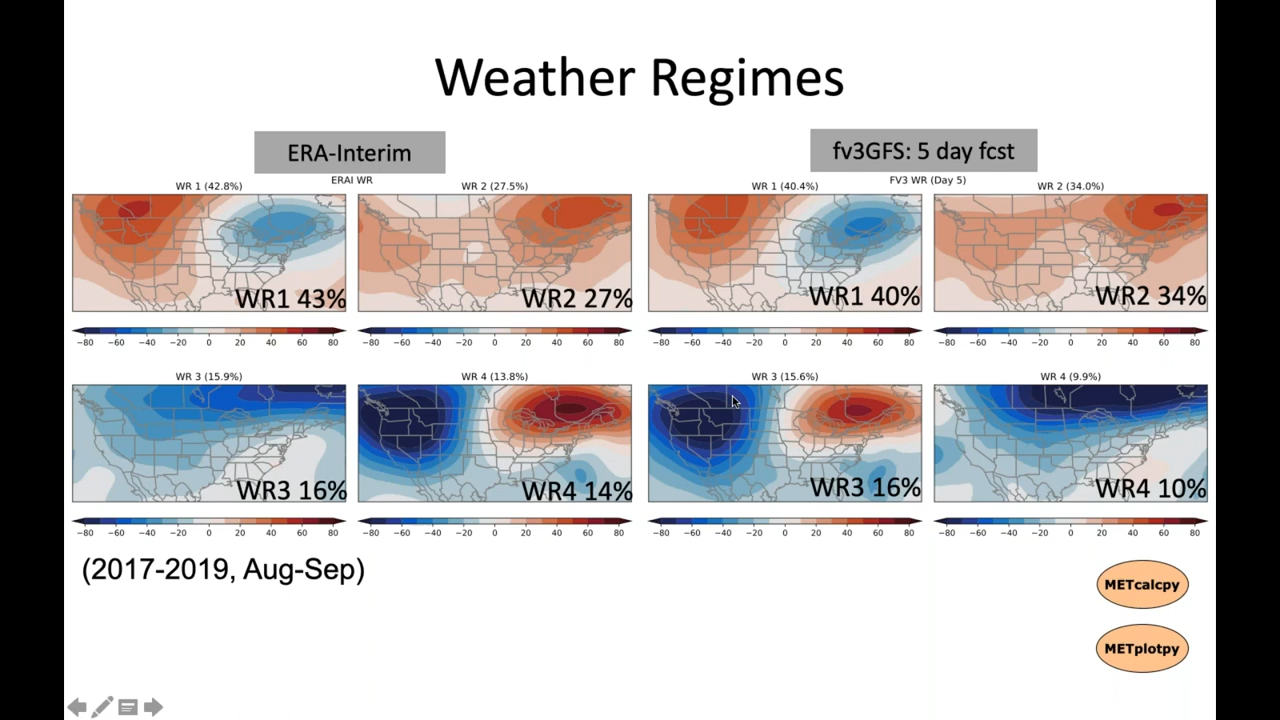 Weather Regimes
ERA-Interim
fv3GFS: 5 day fcst
ERAI WR
FV3 WR (Day 5)
WR 1 (42.8%)
WR 2 (27.5%)
WR 1 (40.4%)
WR 2 (34.0%)
WR1 43%
WR2 27%
WR1 40%
WR2 34%
−80 −60 −40 −20 0 20 40 60 80
−80 −60 −40 −20 0 20 40 60 80
−80 −60 −40 −20 0 20 40 60 80
−80 −60 −40 −20 0 20 40 60 80
WR 3 (15.9%)
WR 4 (13.8%)
WR 3 (15.6%)
WR 4 (9.9%)
WR3 16%
WR4 14%
WR3 16%
WR4 10%
−80 −60 −40 −20 0 20 40 60 80
−80 −60 −40 −20 0 20 40 60 80
−80 −60 −40 −20 0 20 40 60 80
−80 −60 −40 −20 0 20 40 60 80
(2017-2019, Aug-Sep)
METcalcpy
METplotpy